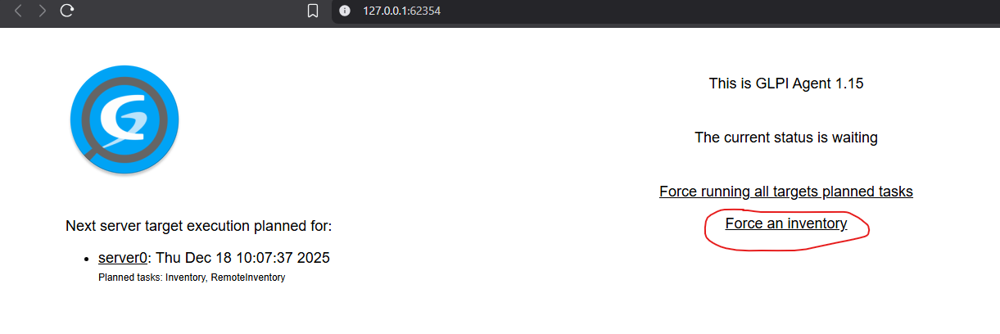 127.0.0.1:62354
This is GLPI Agent 1.15
The current status is waiting
Force running all targets planned tasks
Force an inventory
Next server target execution planned for:
server0: Thu Dec 18 10:07:37 2025
Planned tasks: Inventory, RemoteInventory